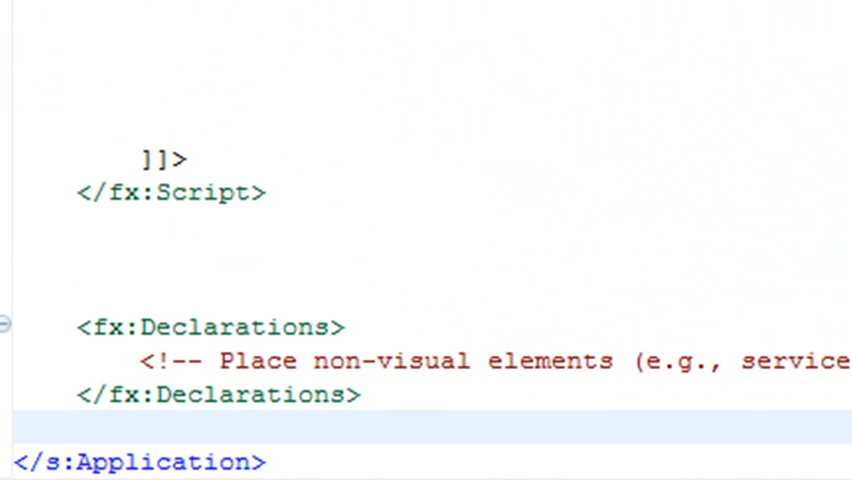 ]]>
</fx:Script>
<fx:Declarations>
<!-- Place non-visual elements (e.g., service
</fx:Declarations>
</s:Application>